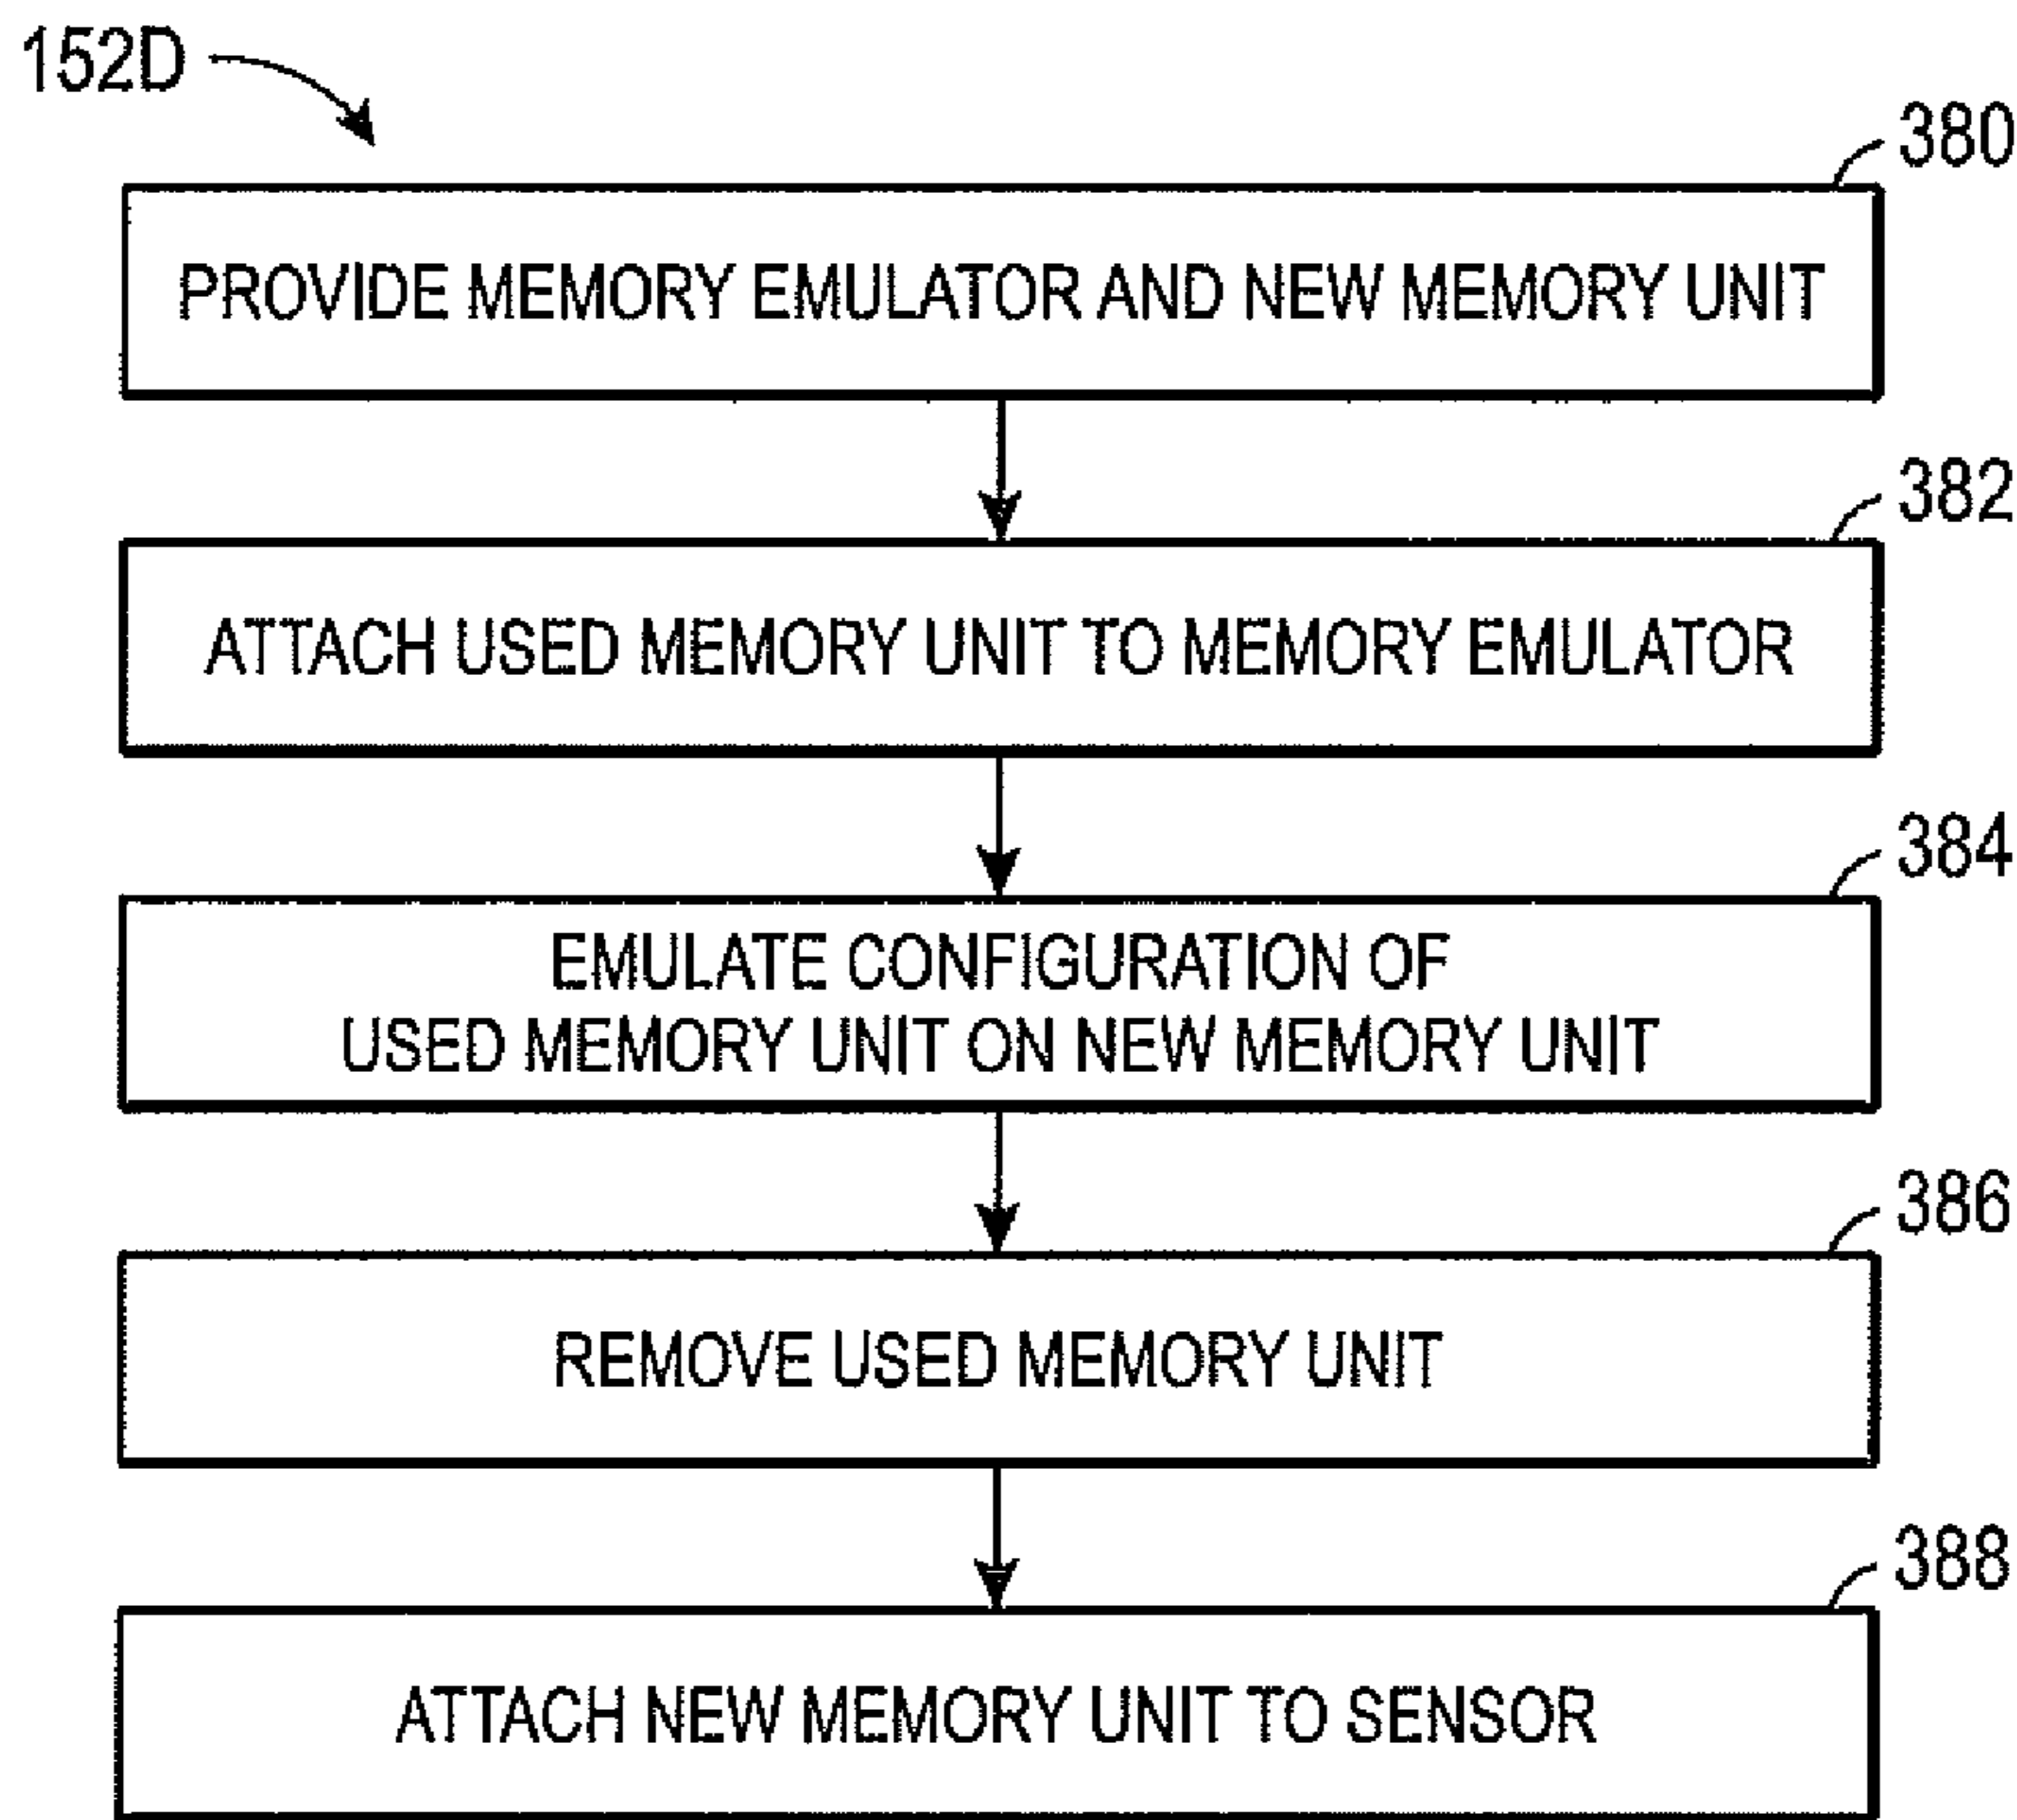 152D
380
PROVIDE MEMORY EMULATOR AND NEW MEMORY UNIT
382
ATTACH USED MEMORY UNIT TO MEMORY EMULATOR
384
EMULATE CONFIGURATION OF
USED MEMORY UNIT ON NEW MEMORY UNIT
386
REMOVE USED MEMORY UNIT
388
ATTACH NEW MEMORY UNIT TO SENSOR